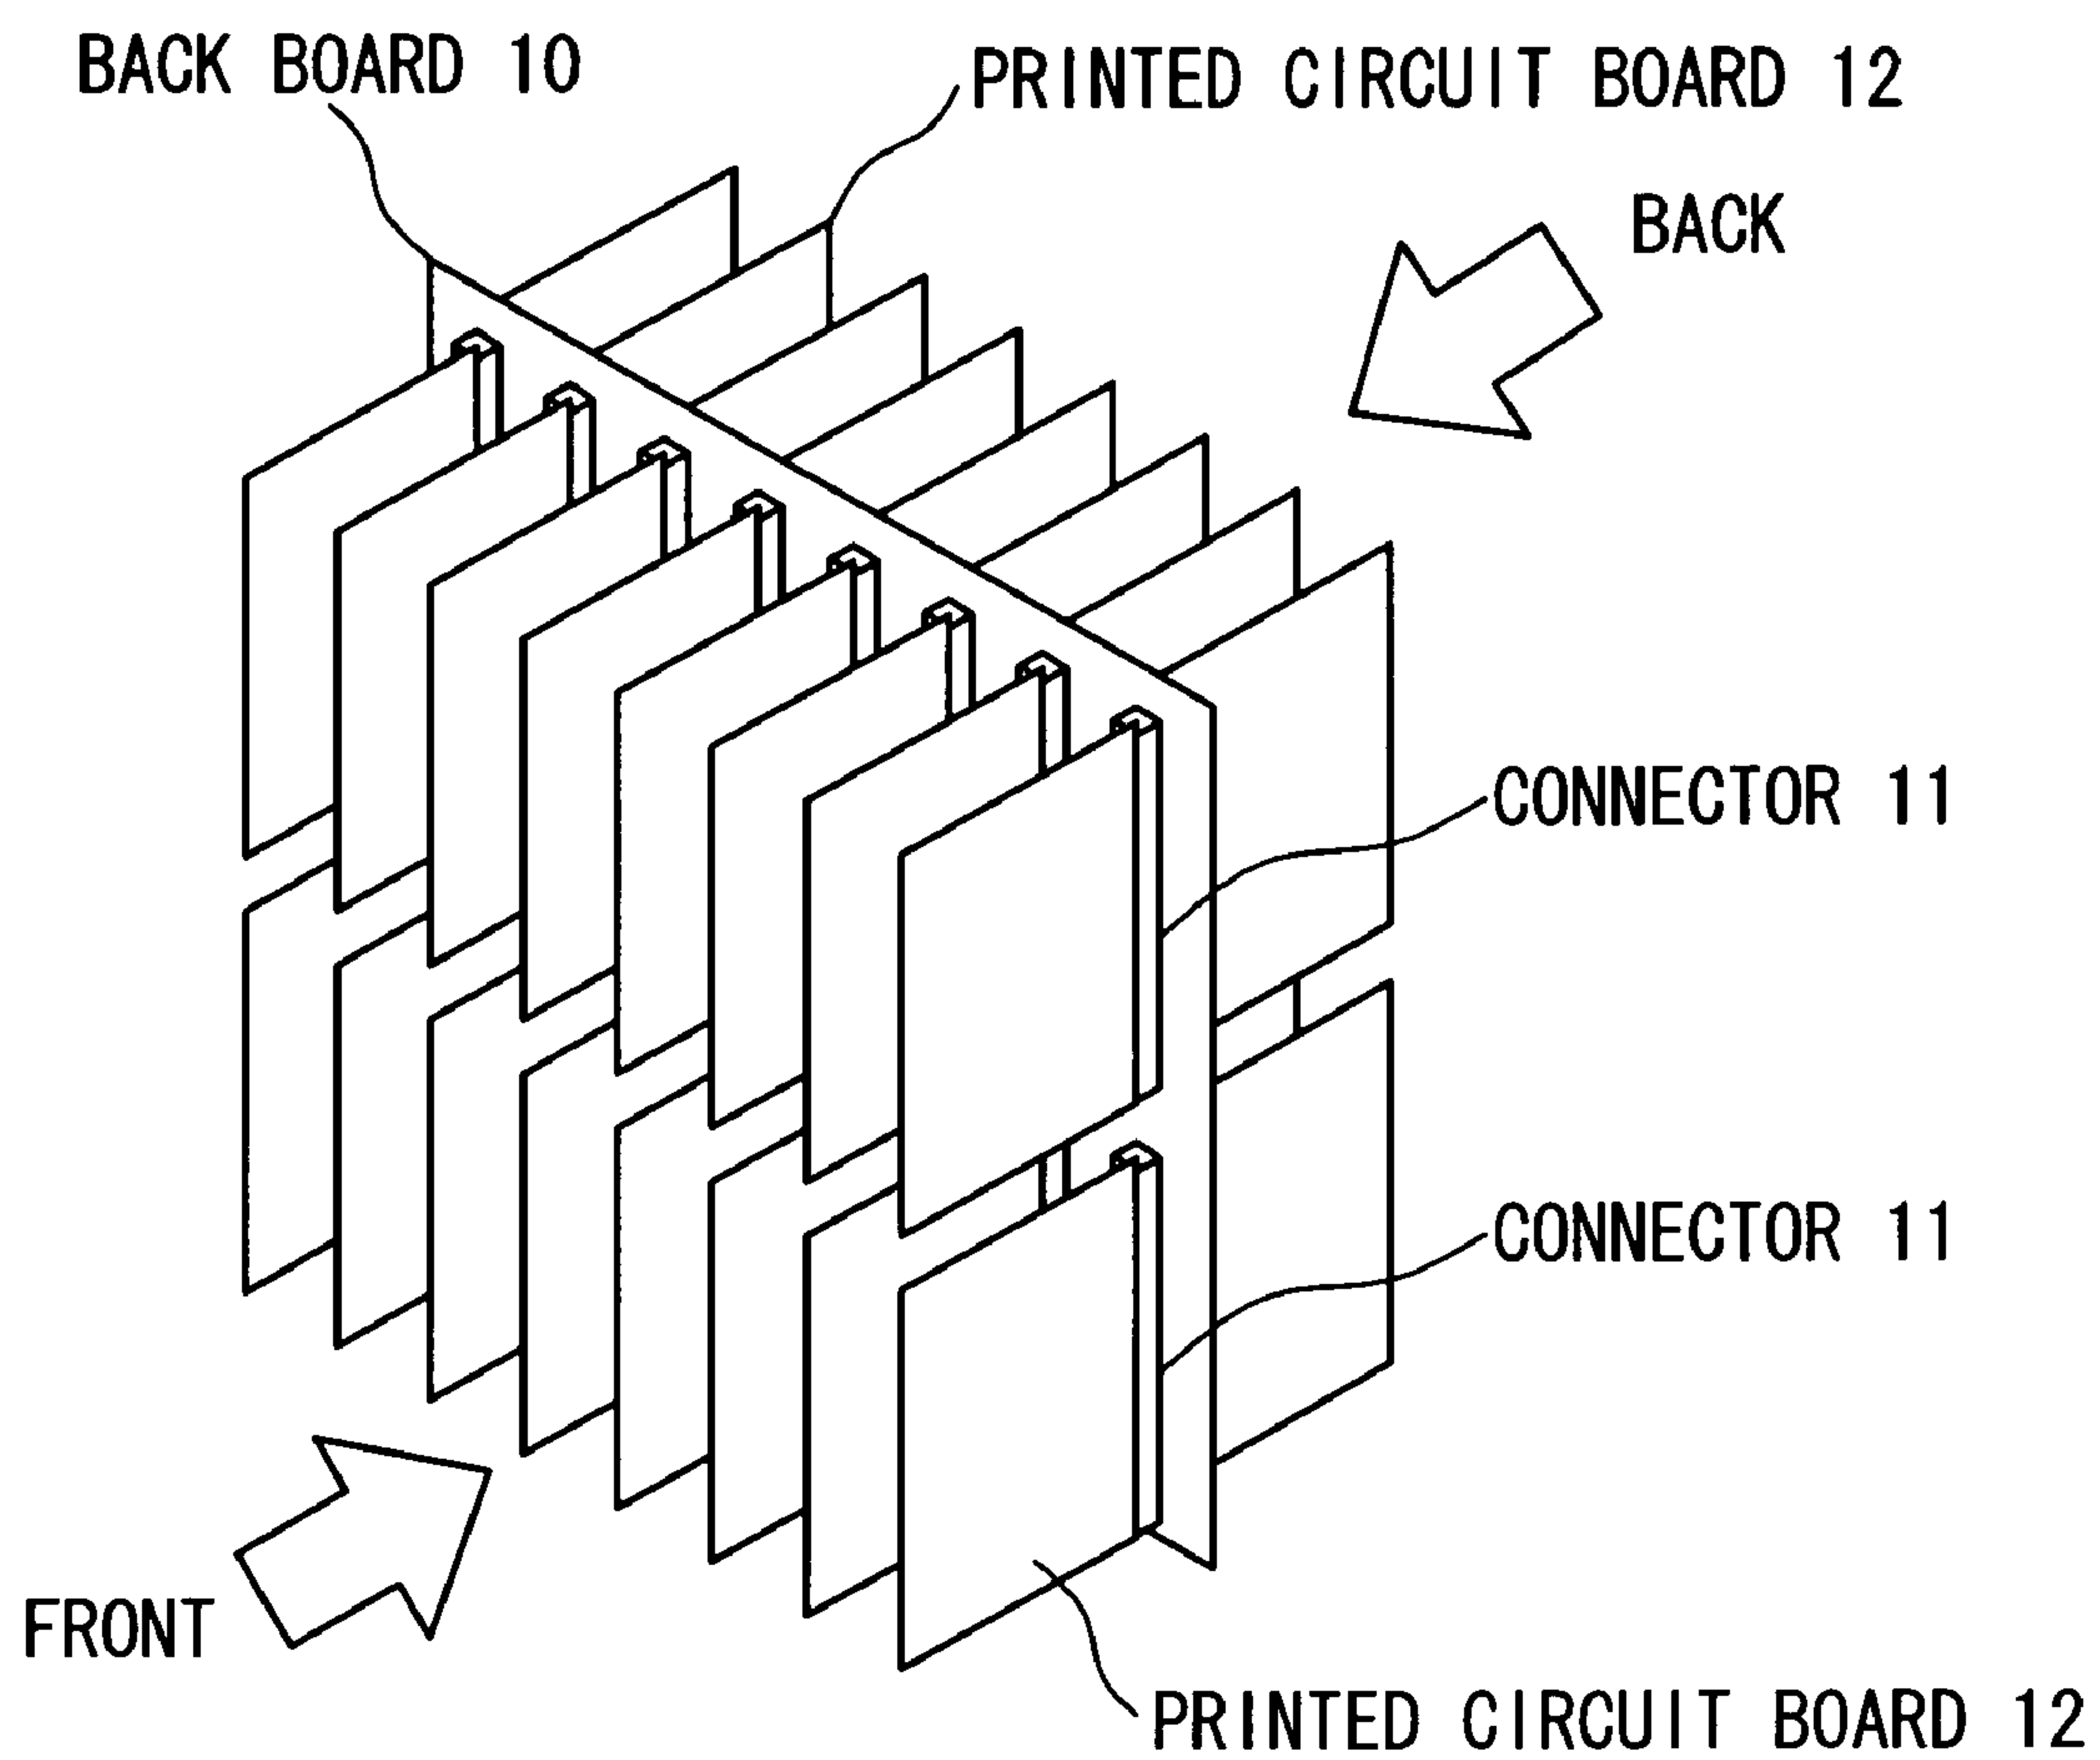 BACK BOARD 10
PRINTED CIRCUIT BOARD 12
BACK
CONNECTOR 11
CONNECTOR 11
FRONT
PRINTED CIRCUIT BOARD 12